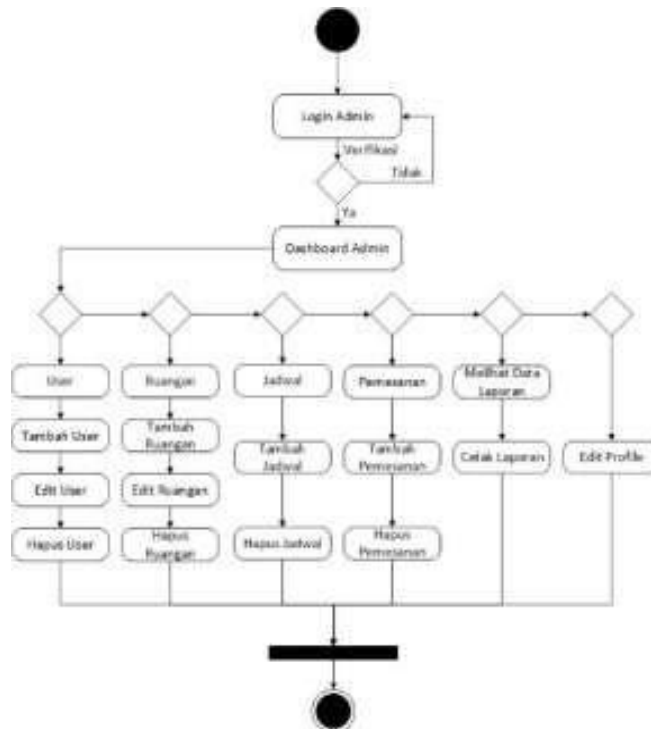 Login Admin
Verifikasi
Tidak
Ya
Dashboard Admin
User
Ruangan
Jadwal
Pemesanan
Melihat Data
Laporan
Tambah User
Tambah
Ruangan
Tambah
Jadwal
Tambah
Pemesanan
Cetak Laporan
Edit Profile
Edit User
Edit Ruangan
Hapus User
Hapus
Ruangan
Hapus Jadwal
Hapus
Pemesanan